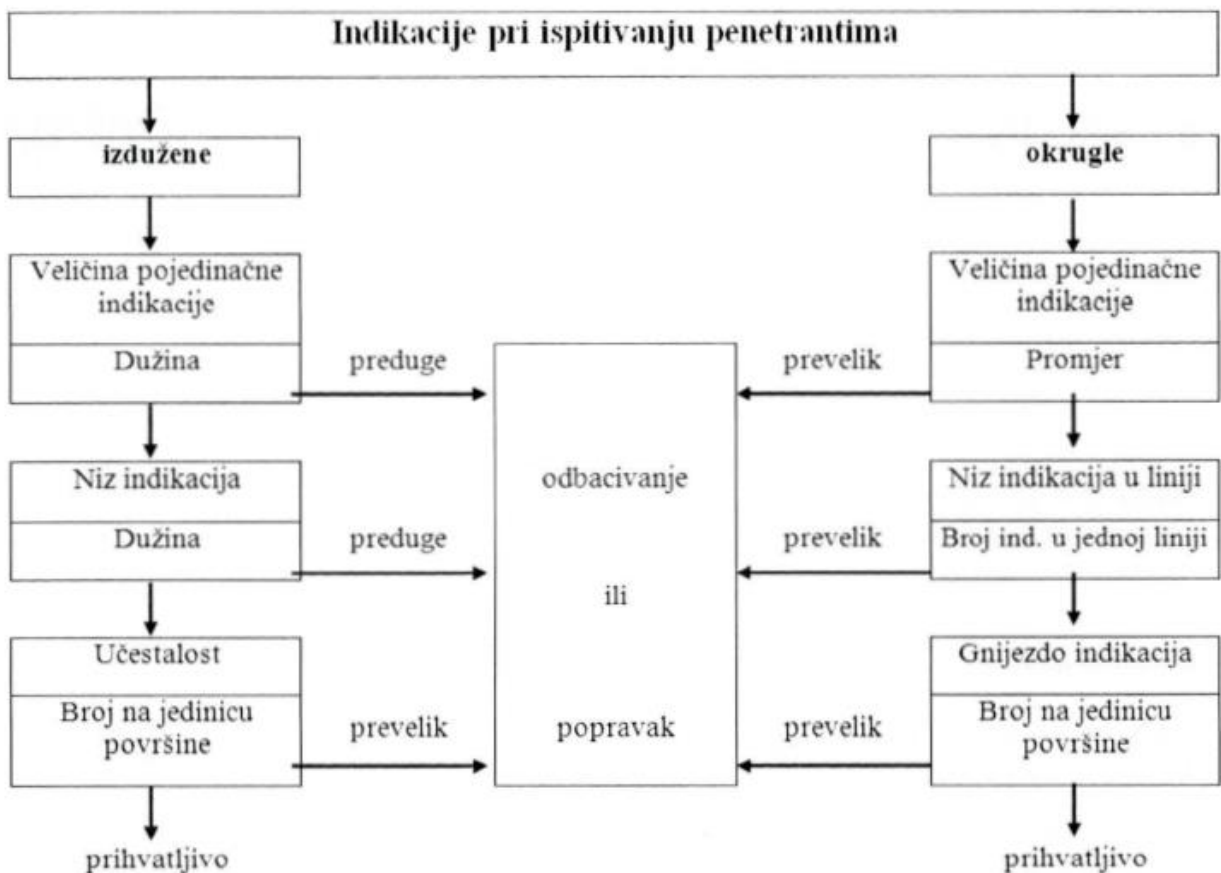 Indikacije pri ispitivanju penetrantima
izdužene
okrugle
Veličina pojedinačne
indikacije
Dužina
preduge
Niz indikacija
Dužina
preduge
Učestalost
Broj na jedinicu
površine
prevelik
prihvatljivo
odbacivanje
ili
popravak
Veličina pojedinačne
indikacije
Promjer
prevelik
Niz indikacija u liniji
Broj ind. u jednoj liniji
prevelik
Gnijezdo indikacija
Broj na jedinicu
površine
prevelik
prihvatljivo